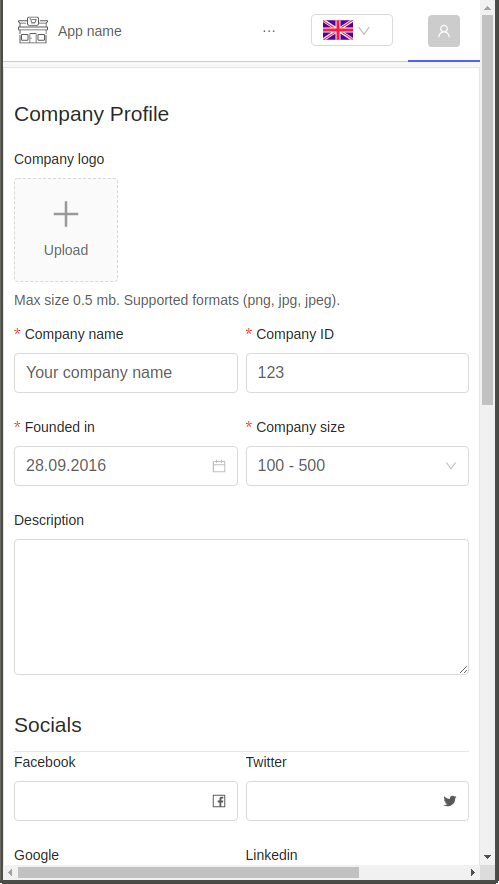 App name
···
Company Profile
Company logo
Upload
Max size 0.5 mb. Supported formats (png, jpg, jpeg).
* Company name
* Company ID
Your company name
123
* Founded in
* Company size
28.09.2016
100 - 500
Description
Socials
Facebook
Twitter
Google
Linkedin